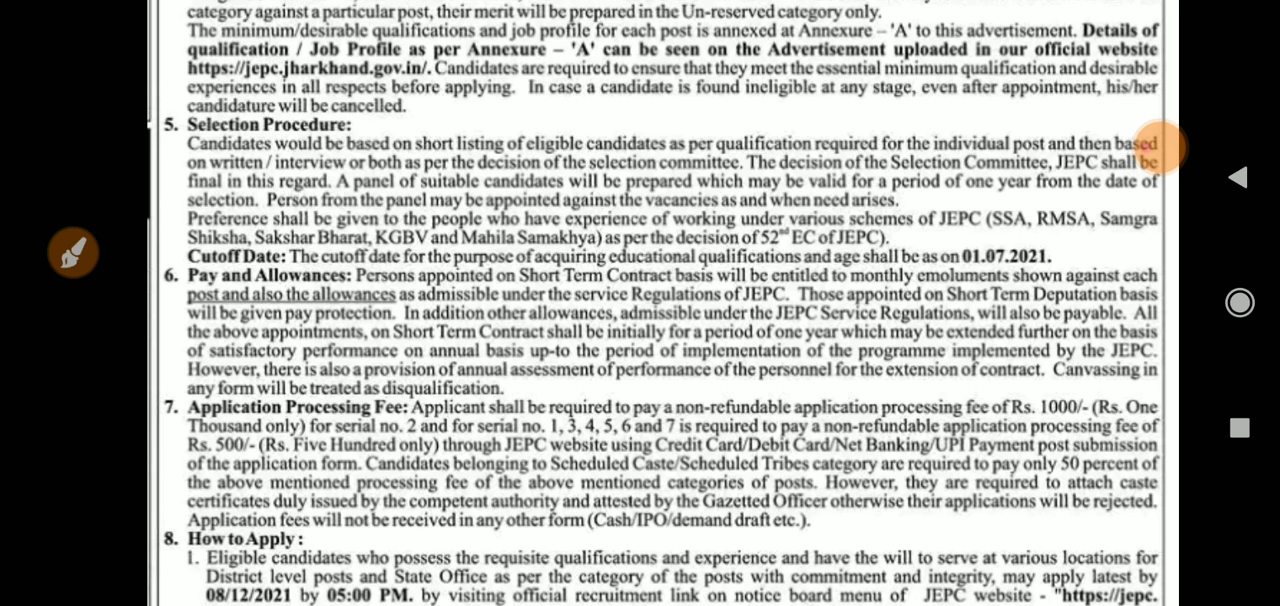 category against a particular post, their merit will be prepared in the Un-reserved category only.
The minimum/desirable qualifications and job profile for each post is annexed at Annexure – 'A' to this advertisement. Details of
qualification / Job Profile as per Annexure – 'A' can be seen on the Advertisement uploaded in our official website
https://jepc.jharkhand.gov.in/. Candidates are required to ensure that they meet the essential minimum qualification and desirable
experiences in all respects before applying. In case a candidate is found ineligible at any stage, even after appointment, his/her
candidature will be cancelled.
5. Selection Procedure:
Candidates would be based on short listing of eligible candidates as per qualification required for the individual post and then based
on written / interview or both as per the decision of the selection committee. The decision of the Selection Committee, JEPC shall be
final in this regard. A panel of suitable candidates will be prepared which may be valid for a period of one year from the date of
selection. Person from the panel may be appointed against the vacancies as and when need arises.
Preference shall be given to the people who have experience of working under various schemes of JEPC (SSA, RMSA, Samgra
Shiksha, Sakshar Bharat, KGBV and Mahila Samakhya) as per the decision of 52nd EC of JEPC).
Cutoff Date: The cutoff date for the purpose of acquiring educational qualifications and age shall be as on 01.07.2021.
6. Pay and Allowances: Persons appointed on Short Term Contract basis will be entitled to monthly emoluments shown against each
post and also the allowances as admissible under the service Regulations of JEPC. Those appointed on Short Term Deputation basis
will be given pay protection. In addition other allowances, admissible under the JEPC Service Regulations, will also be payable. All
the above appointments, on Short Term Contract shall be initially for a period of one year which may be extended further on the basis
of satisfactory performance on annual basis up-to the period of implementation of the programme implemented by the JEPC.
However, there is also a provision of annual assessment of performance of the personnel for the extension of contract. Canvassing in
any form will be treated as disqualification.
7. Application Processing Fee: Applicant shall be required to pay a non-refundable application processing fee of Rs. 1000/- (Rs. One
Thousand only) for serial no. 2 and for serial no. 1, 3, 4, 5, 6 and 7 is required to pay a non-refundable application processing fee of
Rs. 500/- (Rs. Five Hundred only) through JEPC website using Credit Card/Debit Card/Net Banking/UPI Payment post submission
of the application form. Candidates belonging to Scheduled Caste/Scheduled Tribes category are required to pay only 50 percent of
the above mentioned processing fee of the above mentioned categories of posts. However, they are required to attach caste
certificates duly issued by the competent authority and attested by the Gazetted Officer otherwise their applications will be rejected.
Application fees will not be received in any other form (Cash/IPO/demand draft etc.).
8. How to Apply :
1. Eligible candidates who possess the requisite qualifications and experience and have the will to serve at various locations for
District level posts and State Office as per the category of the posts with commitment and integrity, may apply latest by
08/12/2021 by 05:00 PM. by visiting official recruitment link on notice board menu of JEPC website - "https://jepc.